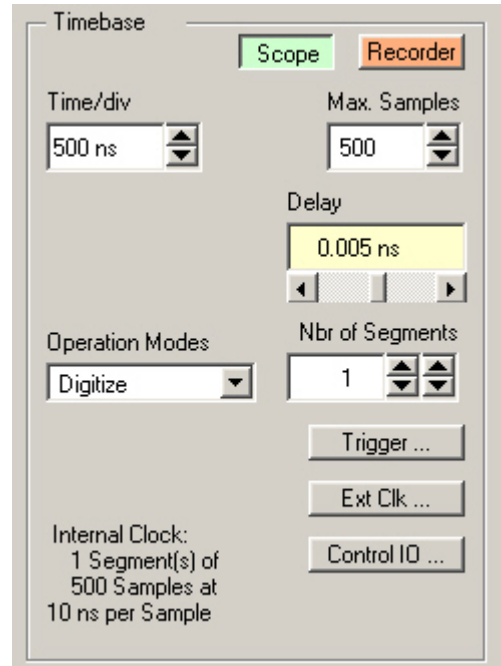 Timebase
Scope Recorder
Time/div Max. Samples
500 ns 500
Delay
0.005 ns
Operation Modes Nbr of Segments
Digitize 1
Trigger ...
Ext Clk ...
Control IO ...
Internal Clock:
1 Segment(s) of
500 Samples at
10 ns per Sample